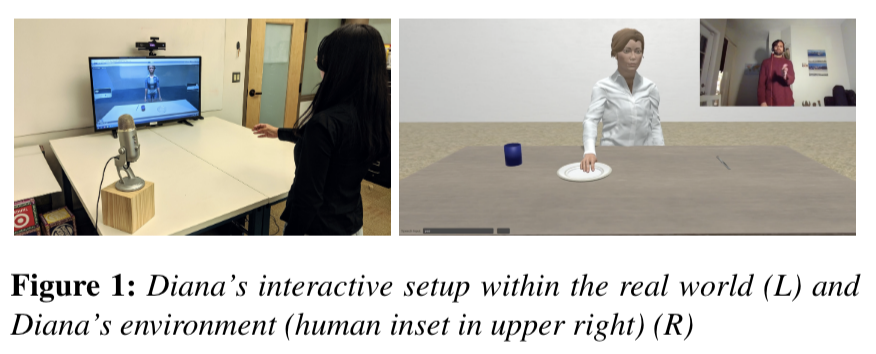 Figure 1: Diana's interactive setup within the real world (L) and
Diana's environment (human inset in upper right) (R)